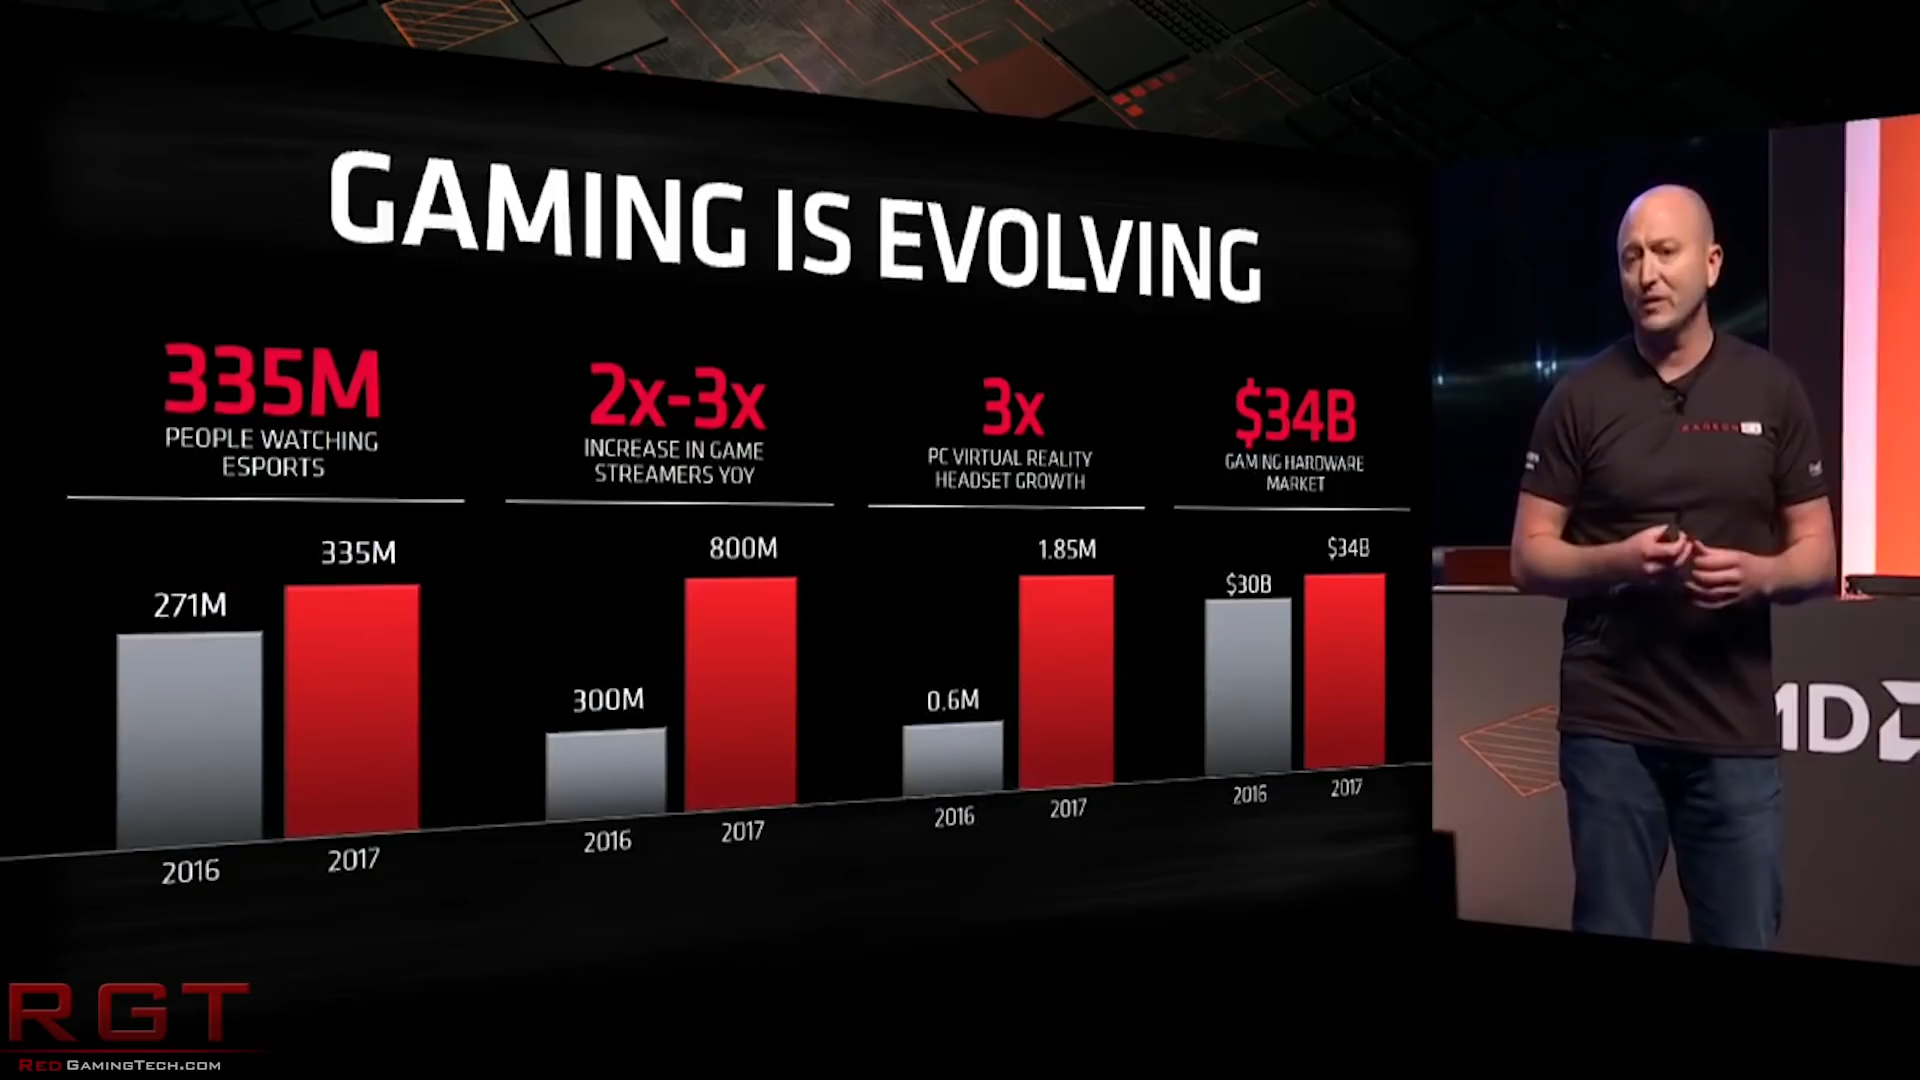 GAMING IS EVOLVING
335M
PEOPLE WATCHING
ESPORTS
2x-3x
INCREASE IN GAME
STREAMERS YOY
3x
PC VIRTUAL REALITY
HEADSET GROWTH
$34B
GAMING HARDWARE
MARKET
271M
335M
2016
2017
300M
800M
2016
2017
0.6M
1.85M
2016
2017
$30B
$34B
2016
2017
RADEON
MD
RGT
RedGamingTech.com